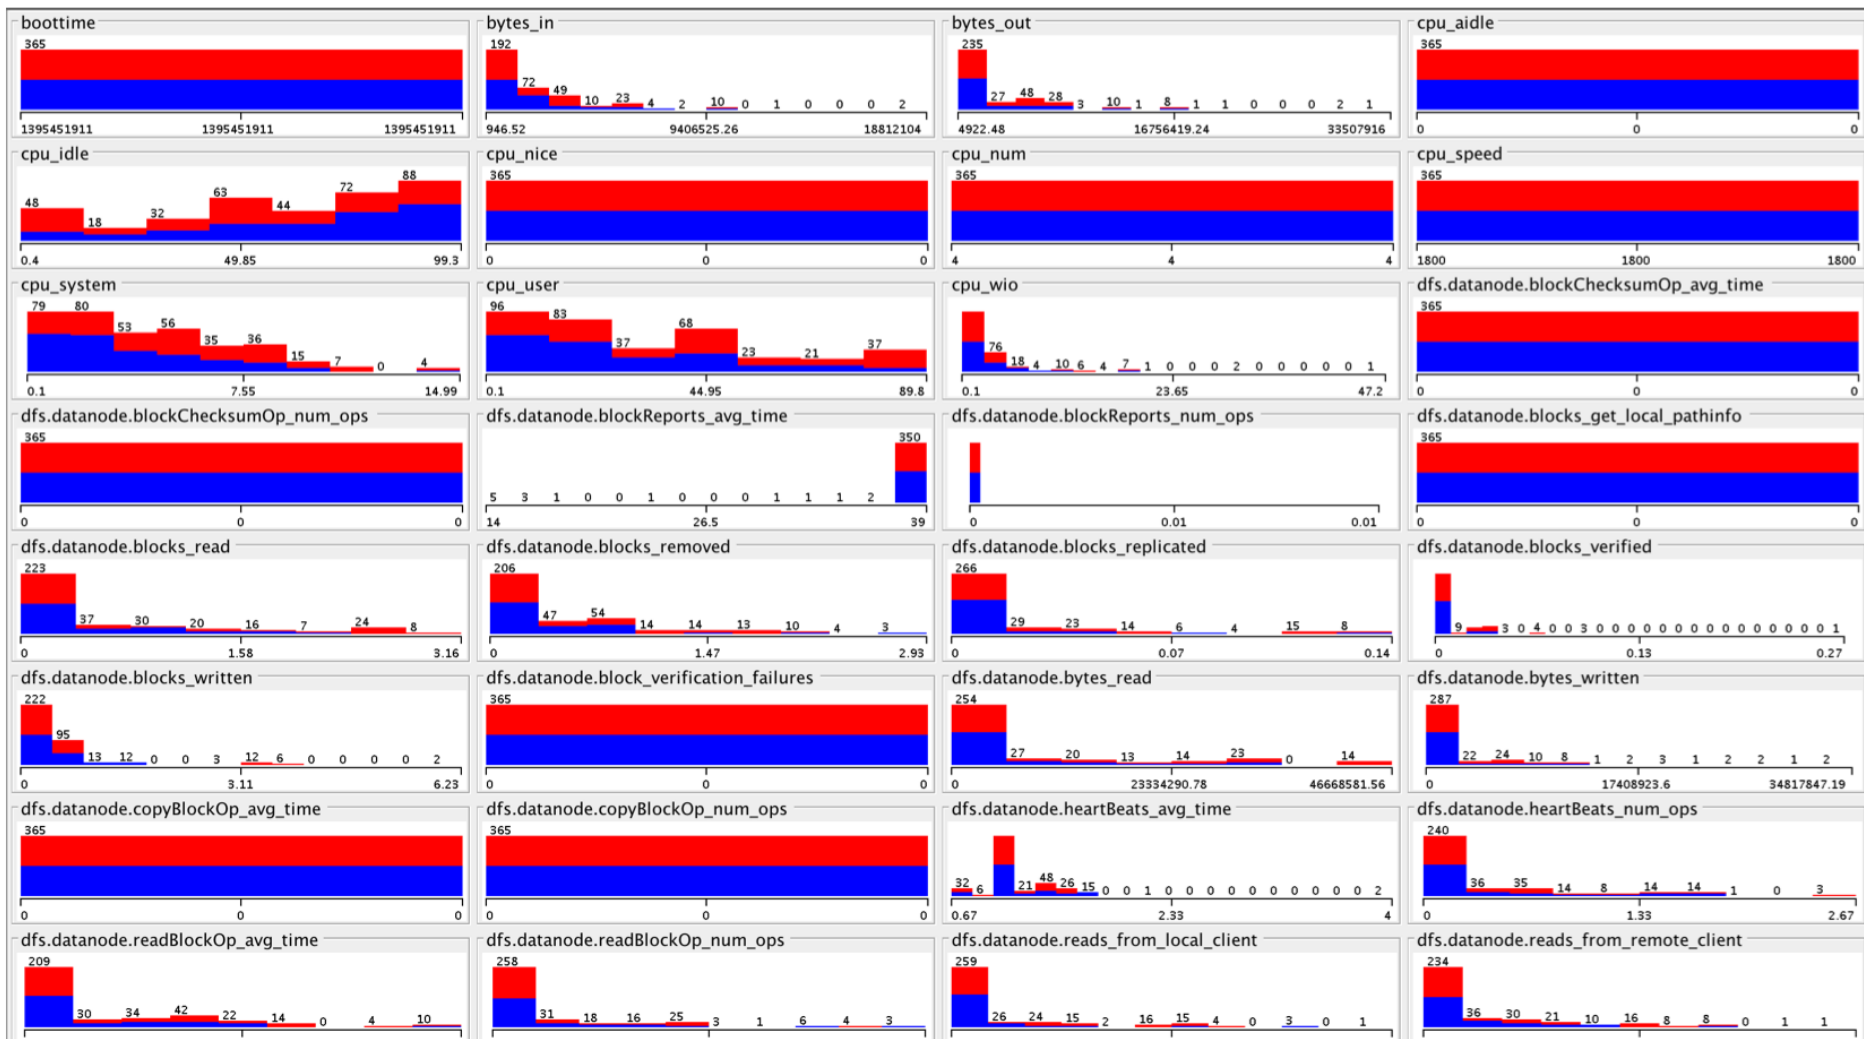 boottime bytes_in bytes_out cpu_aidle
365 192 72 49 10 23 4 2 10 0 1 0 0 0 2 235 27 48 28 3 10 1 8 1 1 0 0 0 2 1 365
1395451911 1395451911 1395451911 946.52 9406525.26 18812104 4922.48 16756419.24 33507916 0 0 0
cpu_idle cpu_nice cpu_num cpu_speed
48 18 32 63 44 72 88 365 365 365
0.4 49.85 99.3 0 0 0 4 4 4 1800 1800 1800
cpu_system cpu_user cpu_wio dfs.datanode.blockChecksumOp_avg_time
79 80 53 56 35 36 15 7 0 4 96 83 37 68 23 21 37 76 18 4 10 6 4 7 1 0 0 0 2 0 0 0 0 0 1 365
0.1 7.55 14.99 0.1 44.95 89.8 0.1 23.65 47.2 0 0 0
dfs.datanode.blockChecksumOp_num_ops dfs.datanode.blockReports_avg_time dfs.datanode.blockReports_num_ops dfs.datanode.blocks_get_local_pathinfo
365 5 3 1 0 0 1 0 0 0 1 1 1 2 350 365
0 0 0 14 26.5 39 0 0.01 0.01 0 0 0
dfs.datanode.blocks_read dfs.datanode.blocks_removed dfs.datanode.blocks_replicated dfs.datanode.blocks_verified
223 37 30 20 16 7 24 8 206 47 54 14 14 13 10 4 3 266 29 23 14 6 4 15 8 9 3 0 4 0 0 3 0 0 0 0 0 0 0 0 0 0 0 0 0 0 0 1
0 1.58 3.16 0 1.47 2.93 0 0.07 0.14 0 0.13 0.27
dfs.datanode.blocks_written dfs.datanode.block_verification_failures dfs.datanode.bytes_read dfs.datanode.bytes_written
222 95 13 12 0 0 3 12 6 0 0 0 0 2 365 254 27 20 13 14 23 0 14 287 22 24 10 8 1 2 3 1 2 2 1 2
0 3.11 6.23 0 0 0 0 23334290.78 46668581.56 0 17408923.6 34817847.19
dfs.datanode.copyBlockOp_avg_time dfs.datanode.copyBlockOp_num_ops dfs.datanode.heartBeats_avg_time dfs.datanode.heartBeats_num_ops
365 365 32 6 21 48 26 15 0 0 1 0 0 0 0 0 0 0 0 0 0 2 240 36 35 14 8 14 14 1 0 3
0 0 0 0 0 0 0.67 2.33 4 0 1.33 2.67
dfs.datanode.readBlockOp_avg_time dfs.datanode.readBlockOp_num_ops dfs.datanode.reads_from_local_client dfs.datanode.reads_from_remote_client
209 30 34 42 22 14 0 4 10 258 31 18 16 25 3 1 6 4 3 259 26 24 15 2 16 15 4 0 3 0 1 234 36 30 21 10 16 8 8 0 1 1